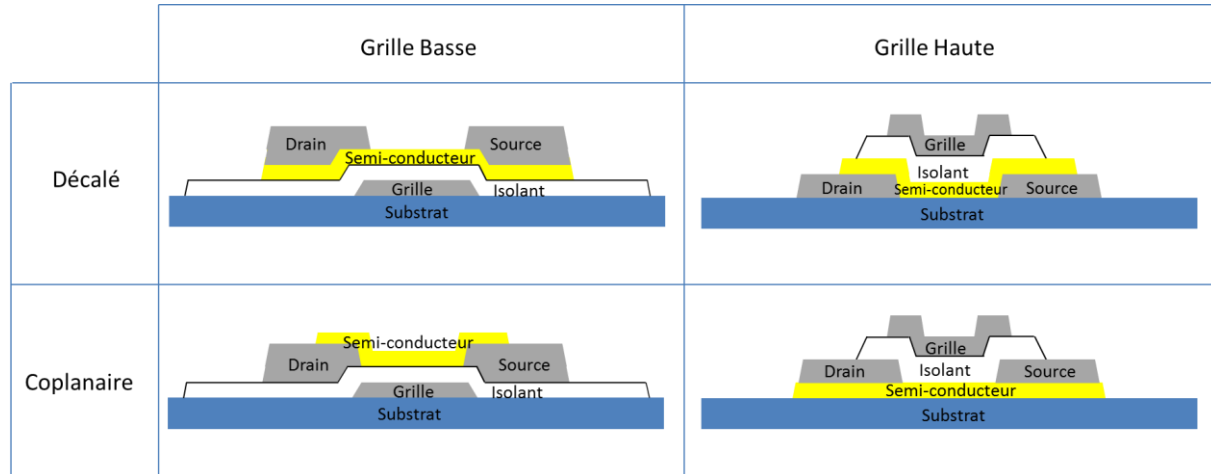 Grille Basse
Grille Haute
Décalé
Drain
Source
Semi-conducteur
Grille
Isolant
Substrat
Grille
Isolant
Drain
Semi-conducteur
Source
Substrat
Coplanaire
Semi-conducteur
Drain
Source
Grille
Isolant
Substrat
Grille
Drain
Isolant
Source
Semi-conducteur
Substrat